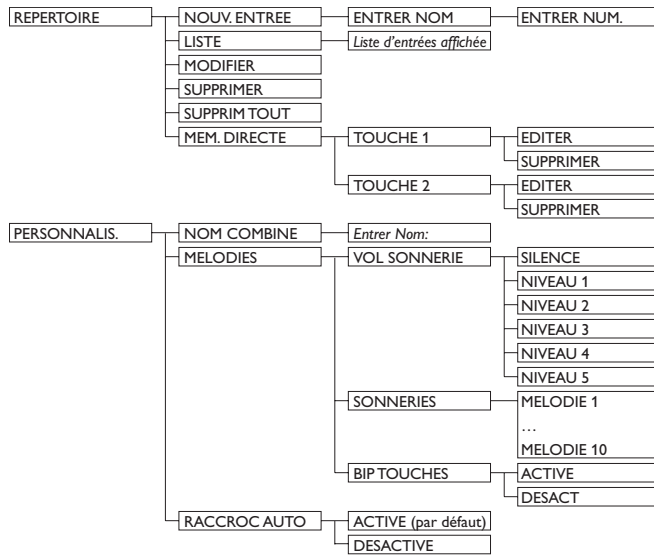 REPERTOIRE NOUV. ENTREE ENTRER NOM ENTRER NUM.
LISTE Liste d'entrées affichée
MODIFIER
SUPPRIMER
SUPPRIM TOUT
MEM. DIRECTE TOUCHE 1 EDITER
SUPPRIMER
TOUCHE 2 EDITER
SUPPRIMER
PERSONNALIS. NOM COMBINE Entrer Nom:
MELODIES VOL SONNERIE SILENCE
NIVEAU 1
NIVEAU 2
NIVEAU 3
NIVEAU 4
NIVEAU 5
SONNERIES MELODIE 1
…
MELODIE 10
BIP TOUCHES ACTIVE
DESACT
RACCROC AUTO ACTIVE (par défaut)
DESACTIVE